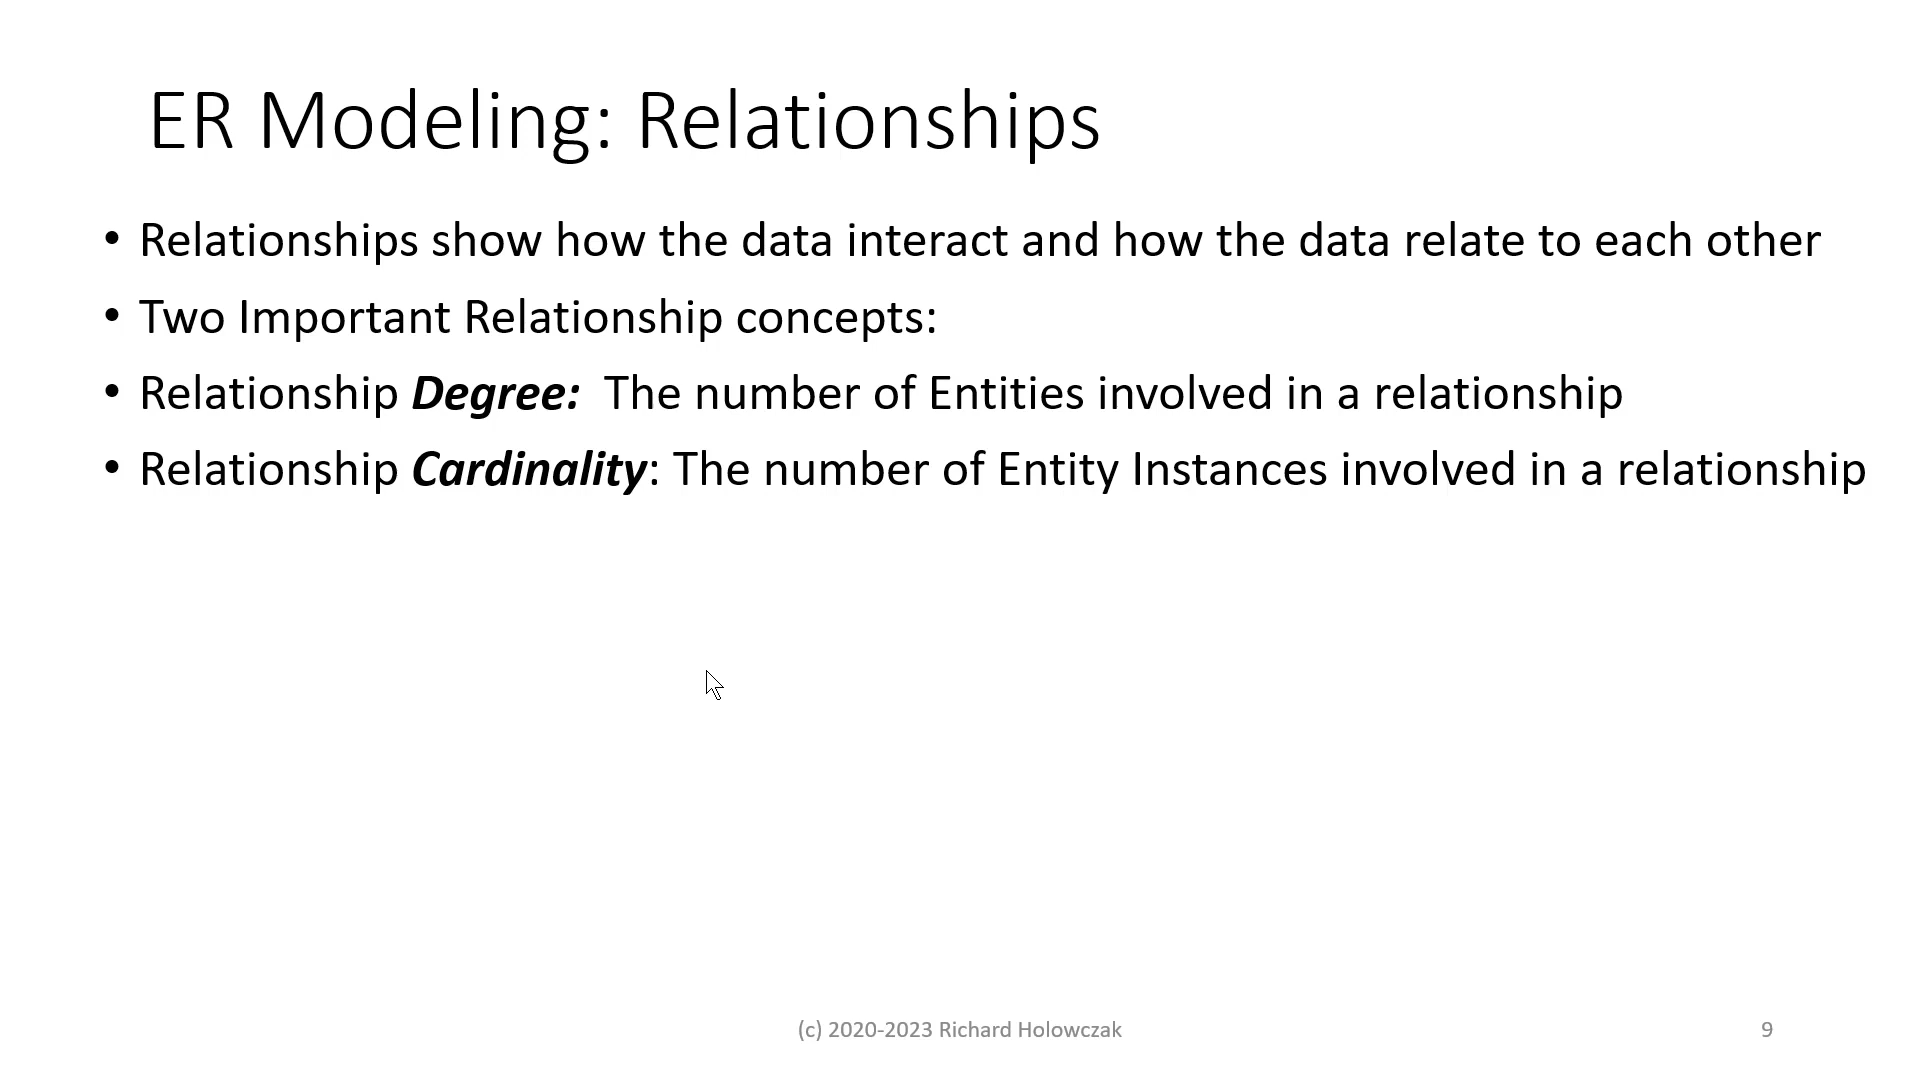 ER Modeling: Relationships
• Relationships show how the data interact and how the data relate to each other
• Two Important Relationship concepts:
• Relationship Degree: The number of Entities involved in a relationship
• Relationship Cardinality: The number of Entity Instances involved in a relationship
(c) 2020-2023 Richard Holowczak
9